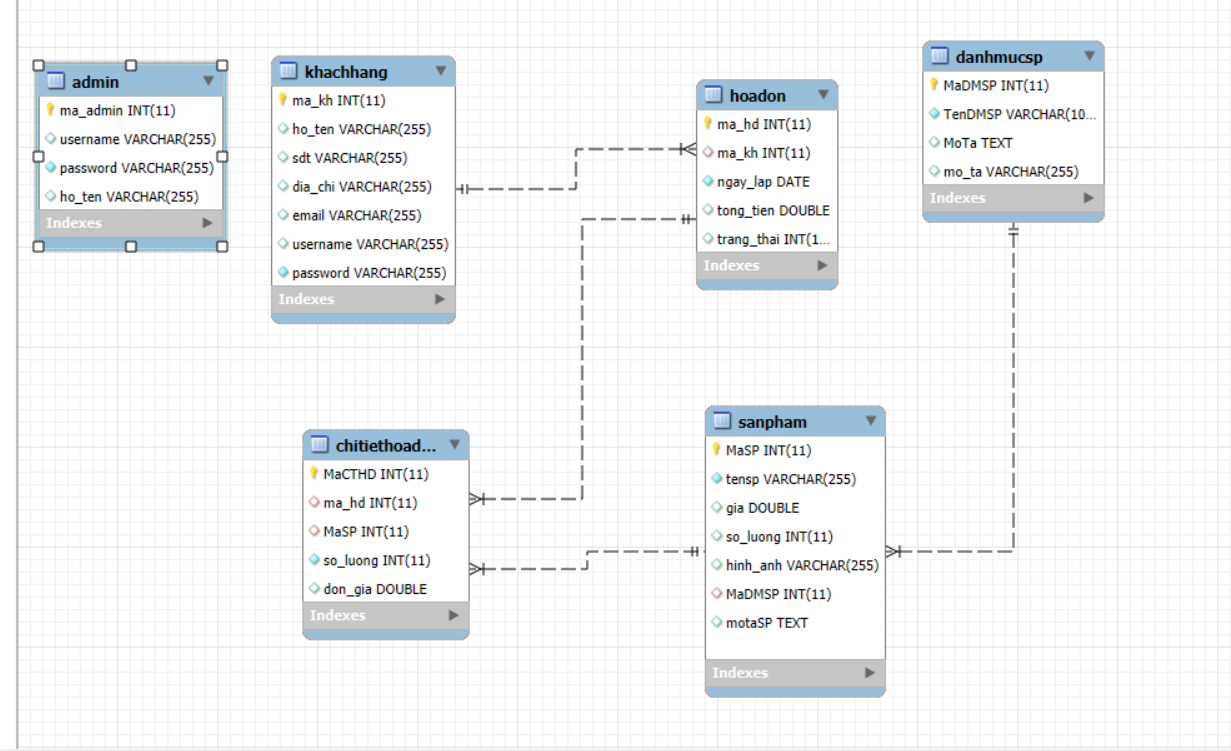 admin
ma_admin INT(11)
username VARCHAR(255)
password VARCHAR(255)
ho_ten VARCHAR(255)
Indexes
khachhang
ma_kh INT(11)
ho_ten VARCHAR(255)
sdt VARCHAR(255)
dia_chi VARCHAR(255)
email VARCHAR(255)
username VARCHAR(255)
password VARCHAR(255)
Indexes
hoadon
ma_hd INT(11)
ma_kh INT(11)
ngay_lap DATE
tong_tien DOUBLE
trang_thai INT(1...
Indexes
danhmucsp
MaDMSP INT(11)
TenDMSP VARCHAR(10...
MoTa TEXT
mo_ta VARCHAR(255)
Indexes
chitiethoad...
MaCTHD INT(11)
ma_hd INT(11)
MaSP INT(11)
so_luong INT(11)
don_gia DOUBLE
Indexes
sanpham
MaSP INT(11)
tensp VARCHAR(255)
gia DOUBLE
so_luong INT(11)
hinh_anh VARCHAR(255)
MaDMSP INT(11)
motaSP TEXT
Indexes